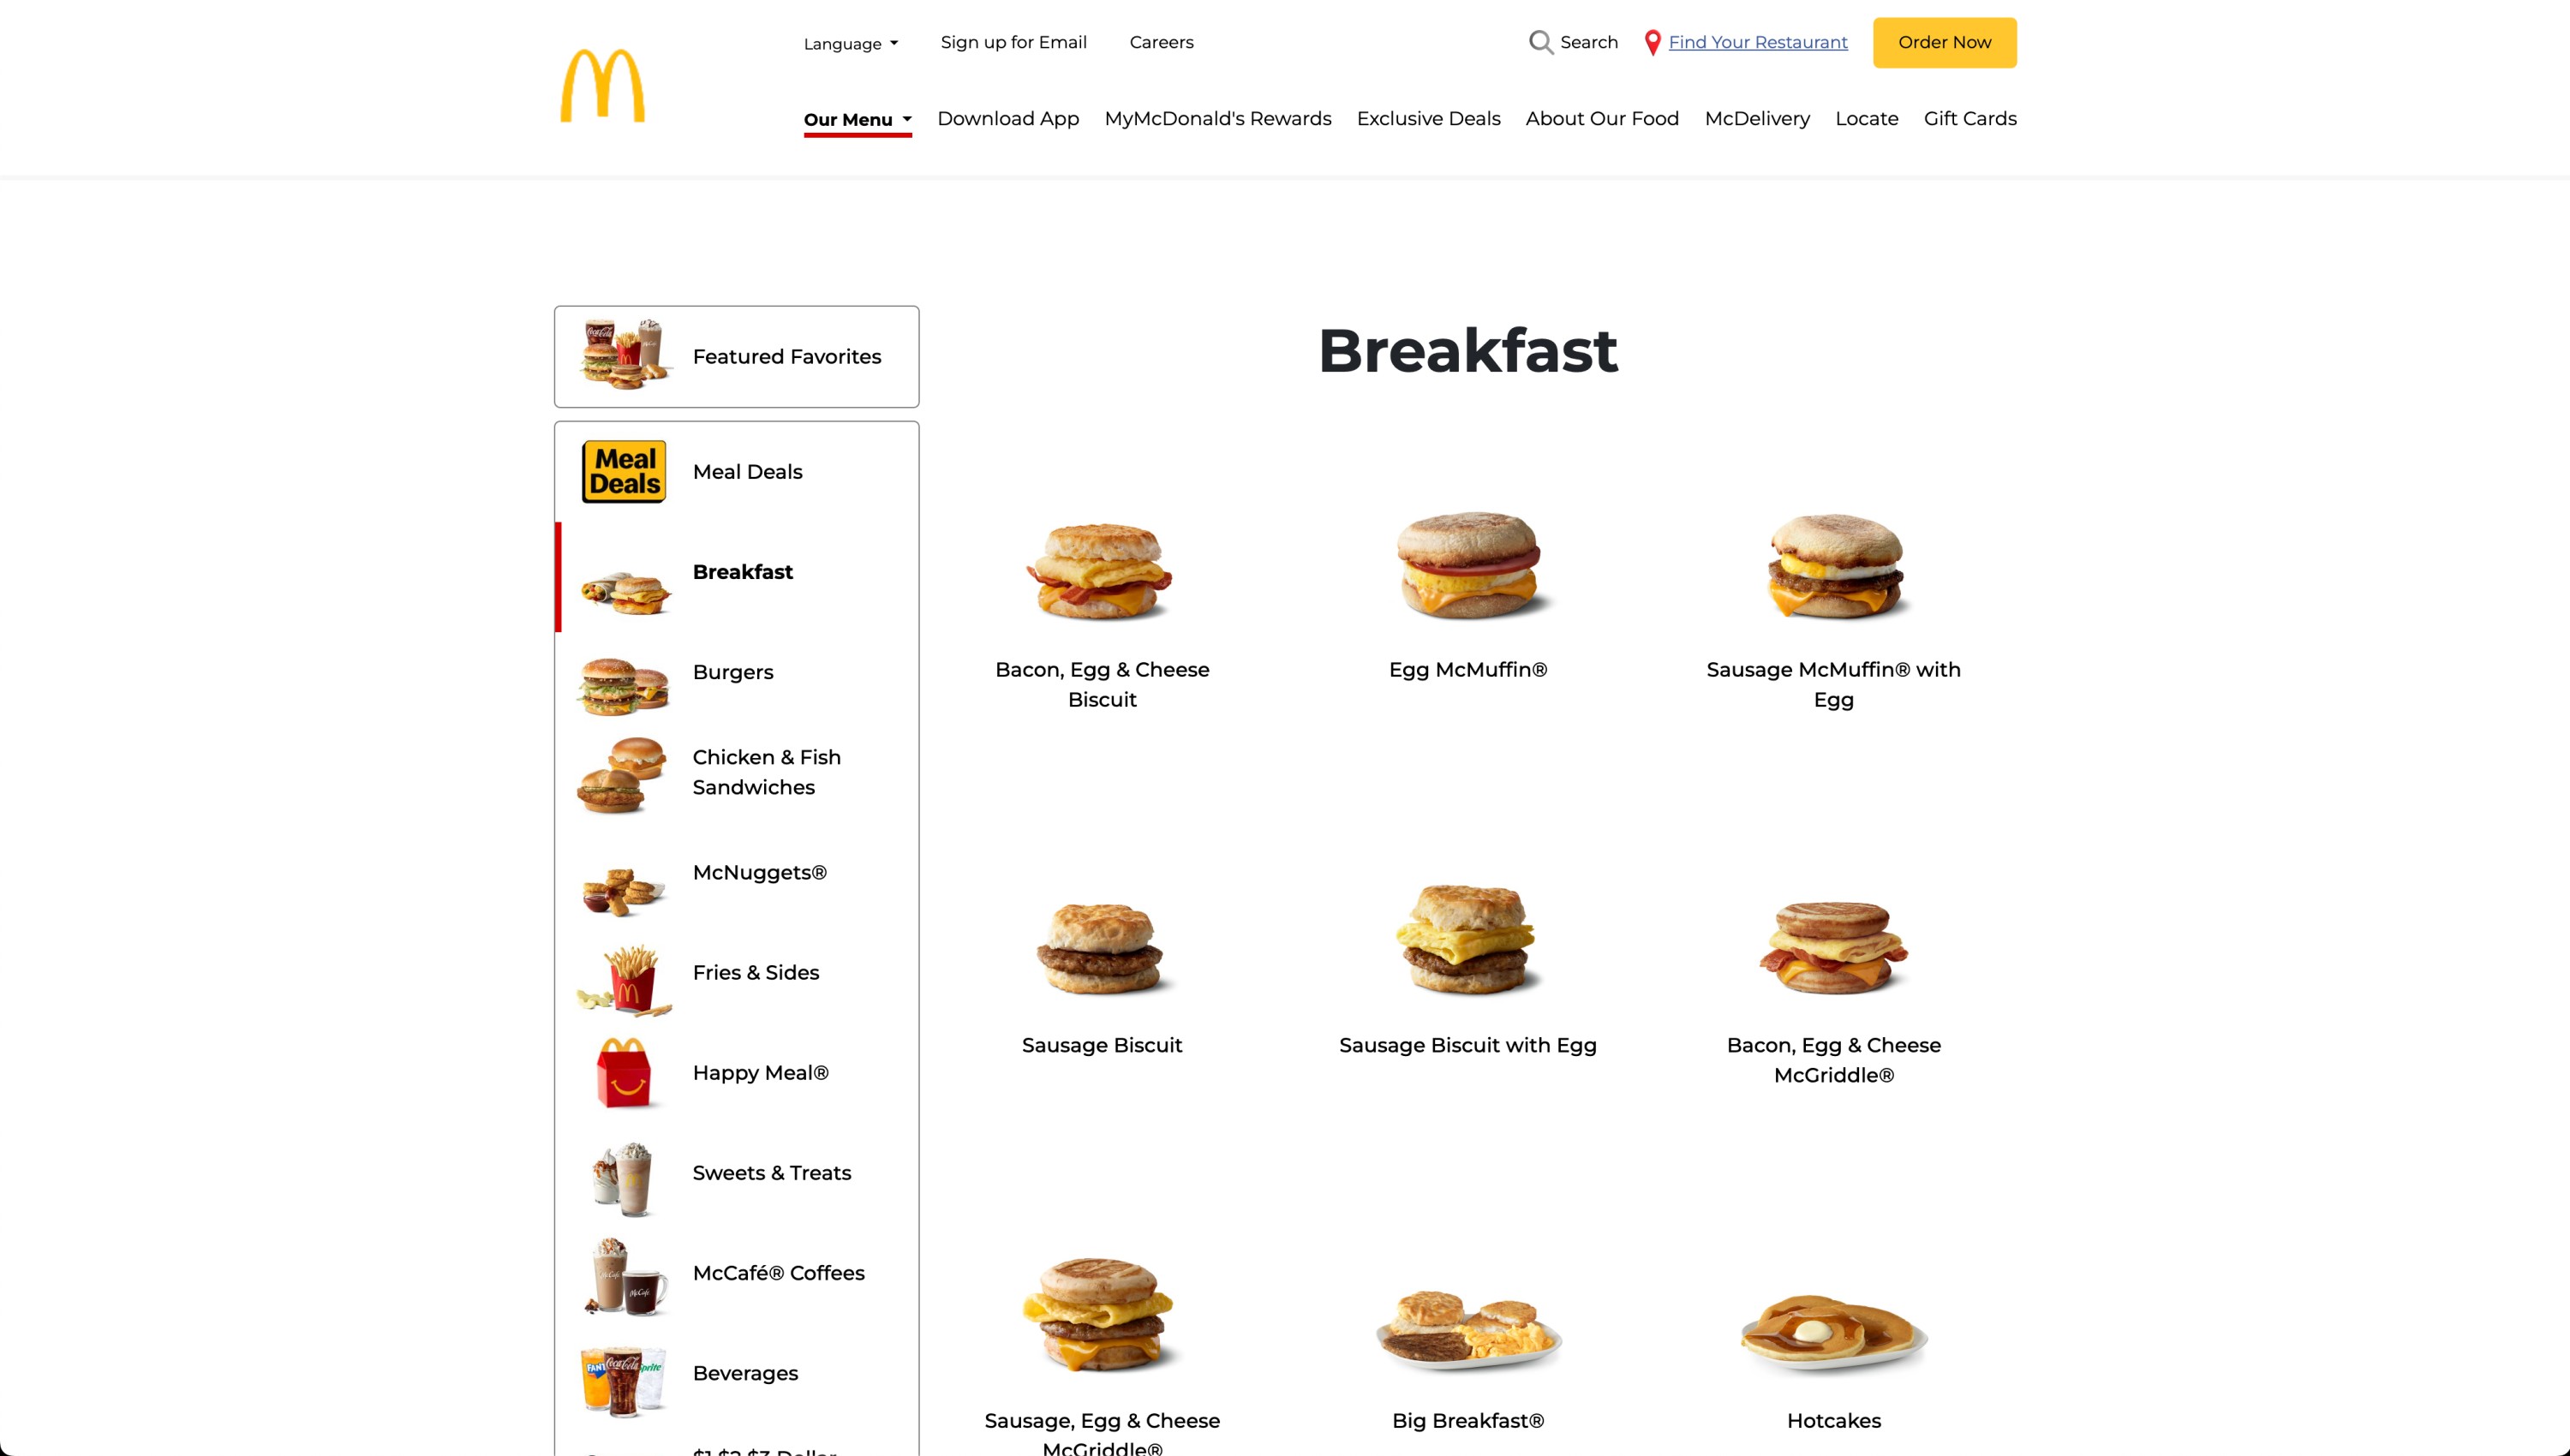 Language
Sign up for Email
Careers
Search
Find Your Restaurant
Order Now
Our Menu
Download App
MyMcDonald's Rewards
Exclusive Deals
About Our Food
McDelivery
Locate
Gift Cards
Featured Favorites
Meal
Deals
Meal Deals
Breakfast
Burgers
Chicken & Fish
Sandwiches
McNuggets®
Fries & Sides
Happy Meal®
Sweets & Treats
McCafé® Coffees
Beverages
Breakfast
Bacon, Egg & Cheese
Biscuit
Egg McMuffin®
Sausage McMuffin® with
Egg
Sausage Biscuit
Sausage Biscuit with Egg
Bacon, Egg & Cheese
McGriddle®
Sausage, Egg & Cheese
McGriddle®
Big Breakfast®
Hotcakes